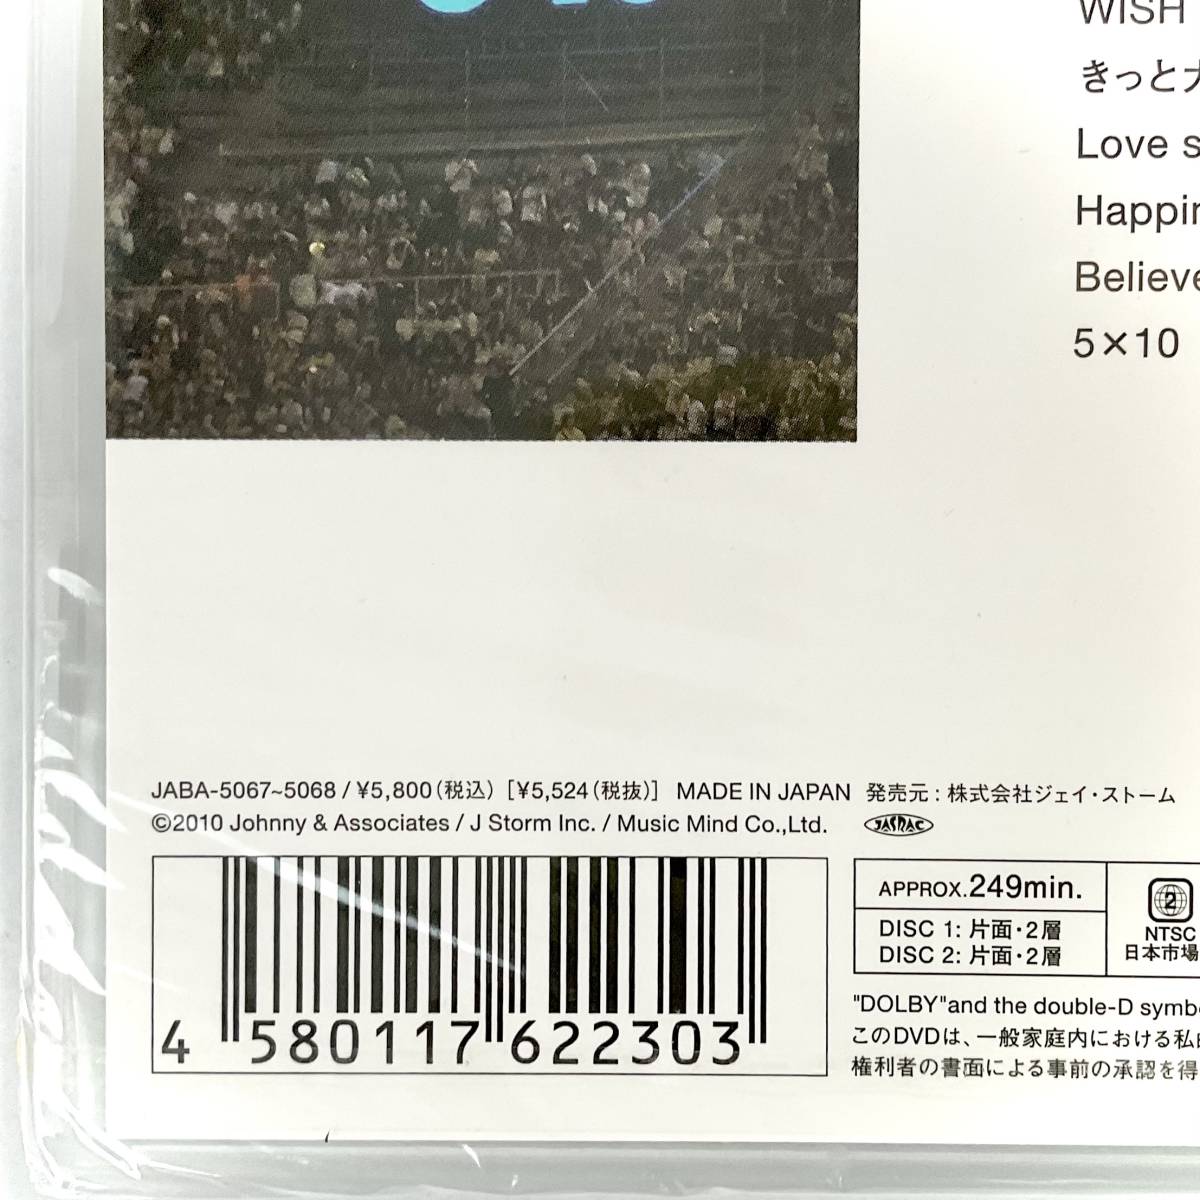 WISH
きっと大
Love s
Happin
Believe
5×10
JABA-5067~5068 / ¥5,800（税込）［¥5,524（税抜）］ MADE IN JAPAN 発売元：株式会社ジェイ・ストーム
©2010 Johnny & Associates / J Storm Inc. / Music Mind Co.,Ltd. JASRAC
APPROX.249min.
DISC 1: 片面・2層
DISC 2: 片面・2層
2
NTSC
日本市場
4 580117 622303
"DOLBY"and the double-D symb
このDVDは、一般家庭内における私的
権利者の書面による事前の承認を得